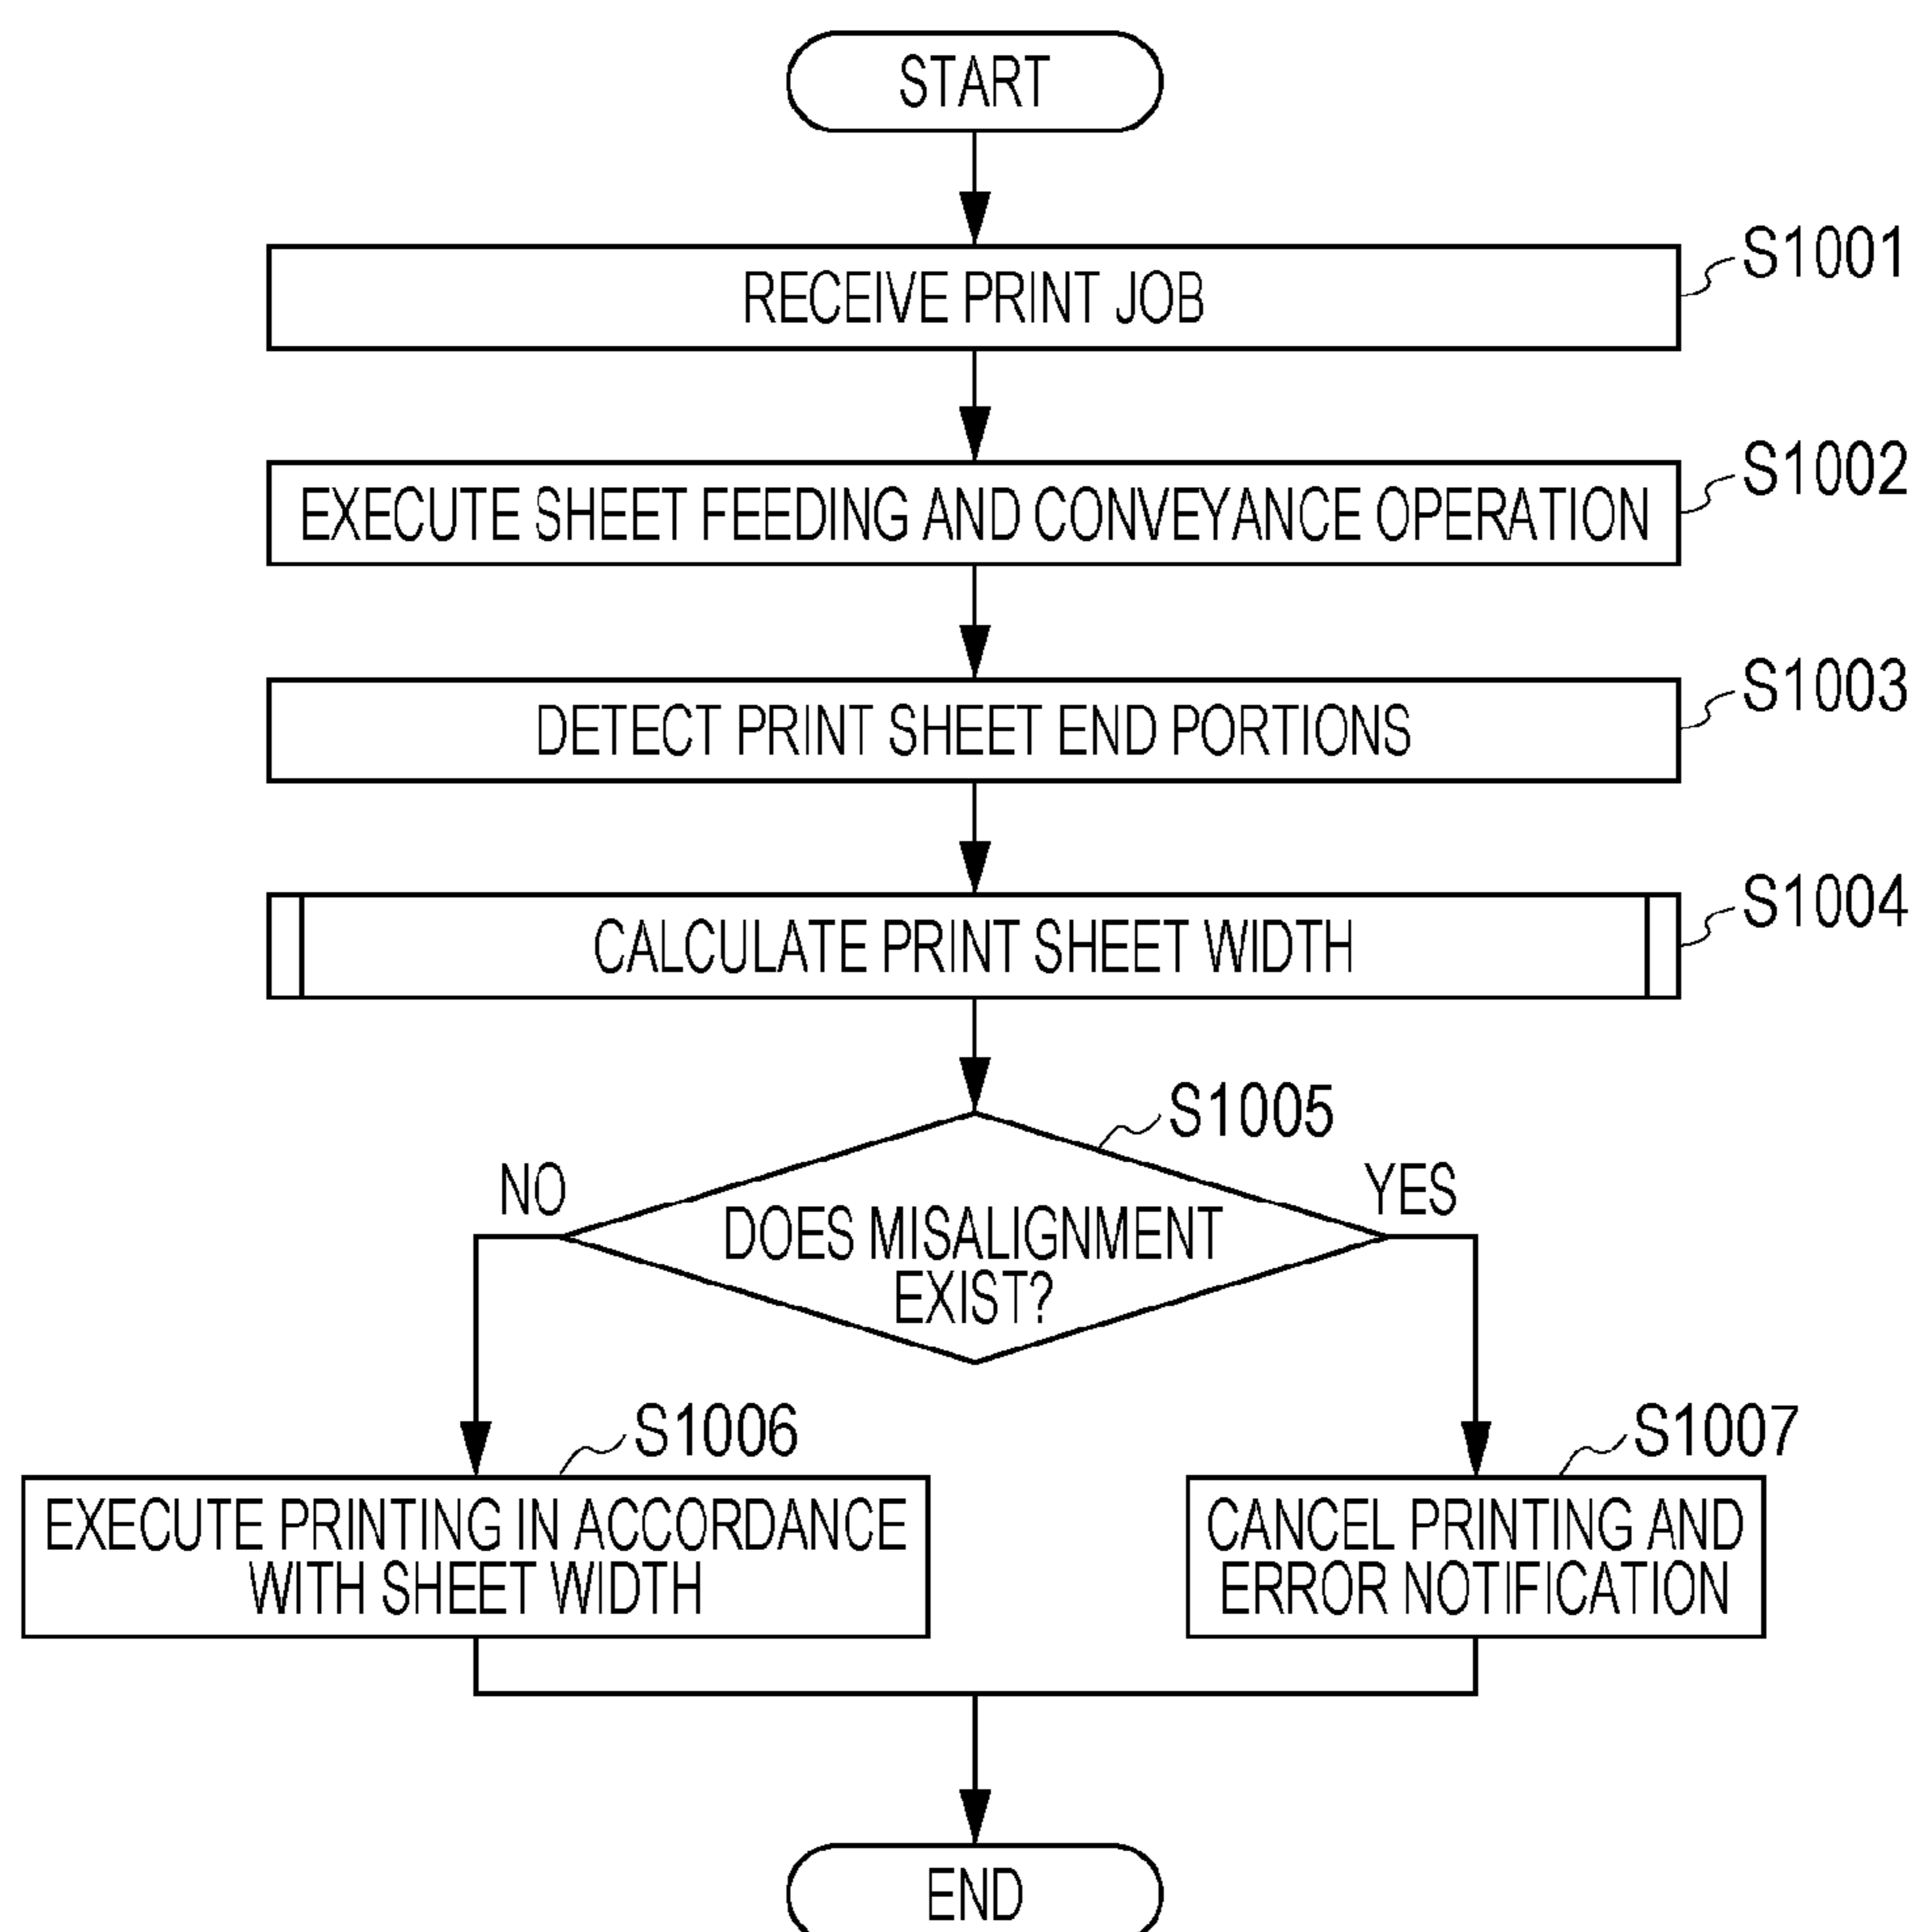 START
RECEIVE PRINT JOB
S1001
EXECUTE SHEET FEEDING AND CONVEYANCE OPERATION
S1002
DETECT PRINT SHEET END PORTIONS
S1003
CALCULATE PRINT SHEET WIDTH
S1004
S1005
NO
YES
DOES MISALIGNMENT
EXIST?
S1006
EXECUTE PRINTING IN ACCORDANCE
WITH SHEET WIDTH
S1007
CANCEL PRINTING AND
ERROR NOTIFICATION
END